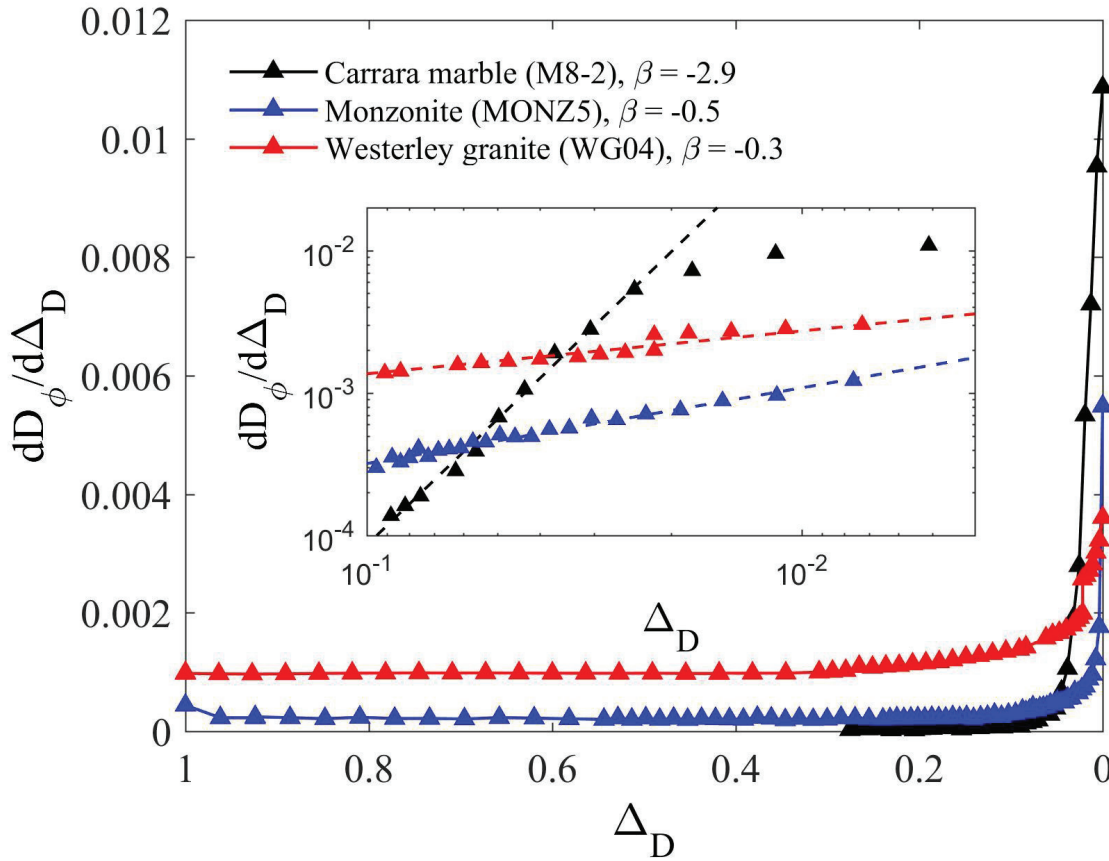 0.012
0.01
0.008
0.006
0.004
0.002
0
dD_ϕ/dΔ_D
Carrara marble (M8-2), β = -2.9
Monzonite (MONZ5), β = -0.5
Westerley granite (WG04), β = -0.3
dD_ϕ/dΔ_D
10^-2
10^-3
10^-4
10^-1 10^-2
Δ_D
1 0.8 0.6 0.4 0.2 0
Δ_D